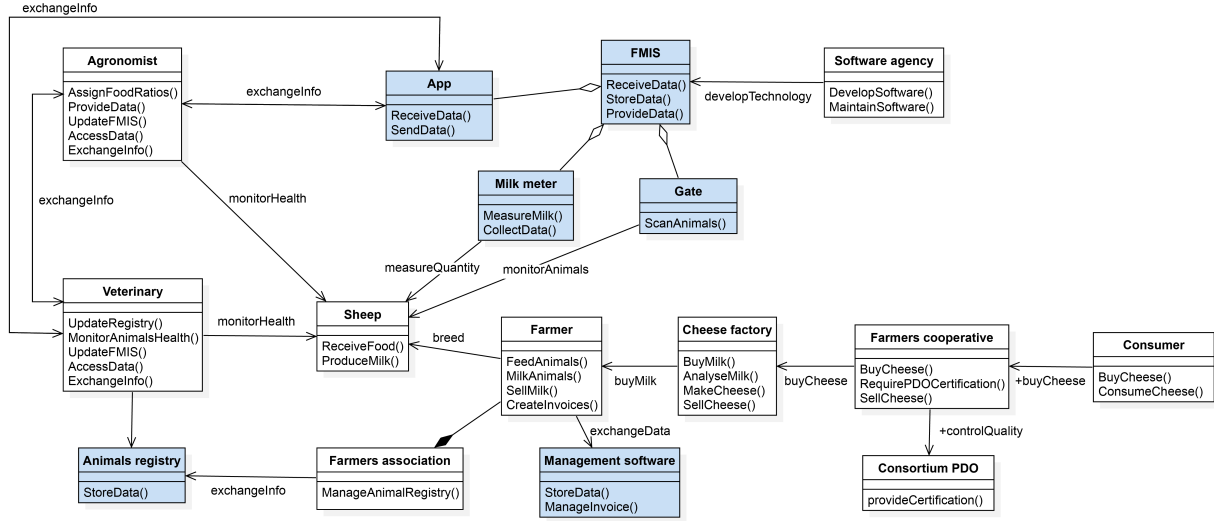 exchangeInfo
Agronomist
AssignFoodRatios()
ProvideData()
UpdateFMIS()
AccessData()
ExchangeInfo()
exchangeInfo
App
ReceiveData()
SendData()
FMIS
ReceiveData()
StoreData()
ProvideData()
developTechnology
Software agency
DevelopSoftware()
MaintainSoftware()
exchangeInfo
monitorHealth
Milk meter
MeasureMilk()
CollectData()
Gate
ScanAnimals()
measureQuantity
monitorAnimals
Veterinary
UpdateRegistry()
MonitorAnimalsHealth()
UpdateFMIS()
AccessData()
ExchangeInfo()
monitorHealth
Sheep
ReceiveFood()
ProduceMilk()
breed
Farmer
FeedAnimals()
MilkAnimals()
SellMilk()
CreateInvoices()
buyMilk
Cheese factory
BuyMilk()
AnalyseMilk()
MakeCheese()
SellCheese()
buyCheese
Farmers cooperative
BuyCheese()
RequirePDOCertification()
SellCheese()
+buyCheese
Consumer
BuyCheese()
ConsumeCheese()
exchangeData
+controlQuality
Animals registry
StoreData()
exchangeInfo
Farmers association
ManageAnimalRegistry()
Management software
StoreData()
ManageInvoice()
Consortium PDO
provideCertification()